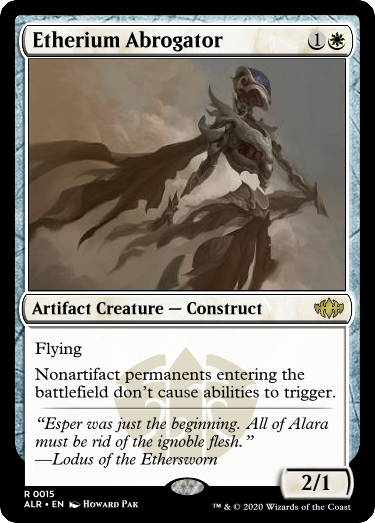 Etherium Abrogator 1
Artifact Creature — Construct
Flying
Nonartifact permanents entering the
battlefield don't cause abilities to trigger.
“Esper was just the beginning. All of Alara
must be rid of the ignoble flesh.”
—Lodus of the Ethersworn
2/1
R 0015
ALR • EN Howard Pak
™ & © 2020 Wizards of the Coast